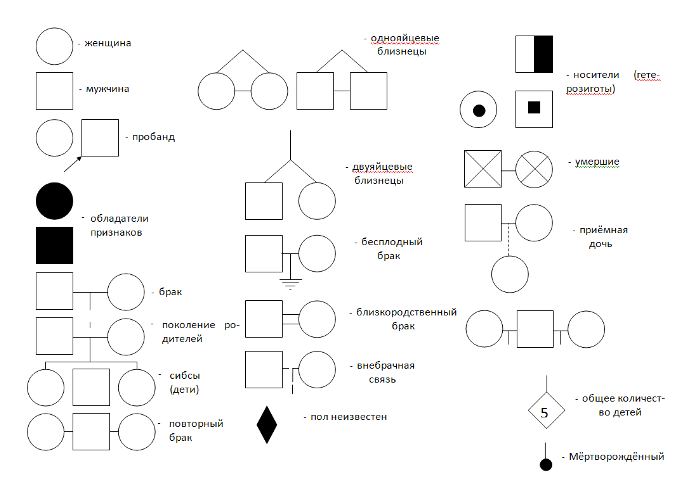 - женщина
- мужчина
- пробанд
- обладатели
признаков
- брак
- поколение ро-
дителей
- сибсы
(дети)
- повторный
брак
- однояйцевые
близнецы
- двуяйцевые
близнецы
- бесплодный
брак
- близкородственный
брак
- внебрачная
связь
- пол неизвестен
- носители (гете-
розиготы)
- умершие
- приёмная
дочь
5
- общее количест-
во детей
- Мёртворождённый